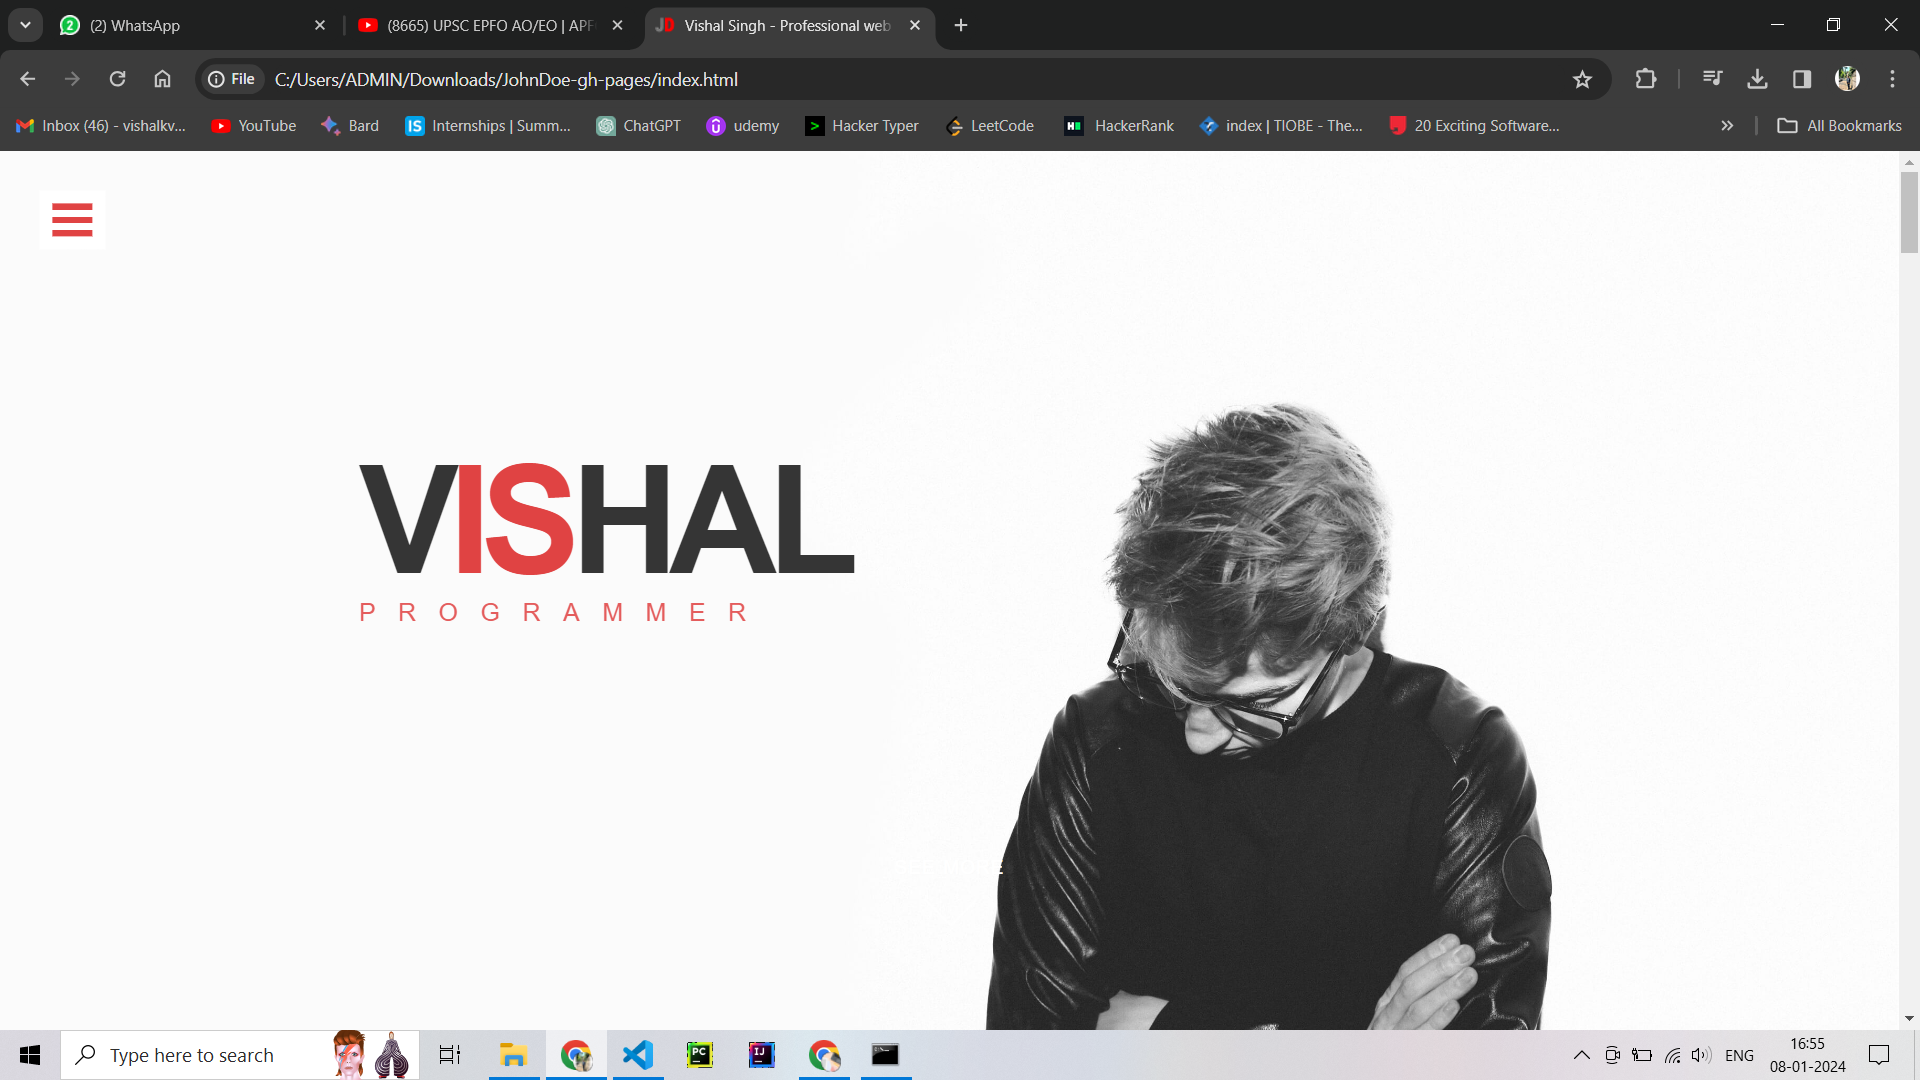 (2) WhatsApp
(8665) UPSC EPFO AO/EO | APF
Vishal Singh - Professional web
File
C:/Users/ADMIN/Downloads/JohnDoe-gh-pages/index.html
Inbox (46) - vishalkv...
YouTube
Bard
Internships | Summ...
ChatGPT
udemy
Hacker Typer
LeetCode
HackerRank
index | TIOBE - The...
20 Exciting Software...
All Bookmarks
VISHAL
PROGRAMMER
Type here to search
ENG
16:55
08-01-2024